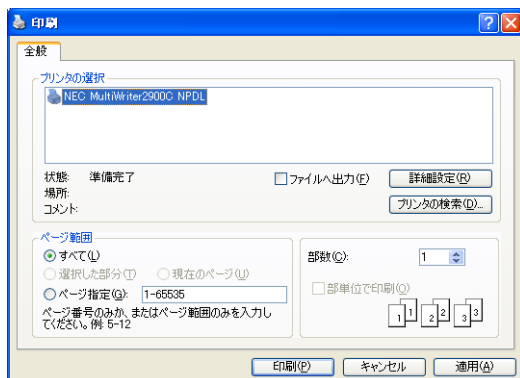 印刷
全般
プリンタの選択
NEC MultiWriter2900C NPDL
状態: 準備完了
場所:
コメント:
ファイルへ出力(F)
詳細設定(R)
プリンタの検索(D)...
ページ範囲
すべて(L)
選択した部分(T) 現在のページ(U)
ページ指定(G): 1-65535
ページ番号のみか、またはページ範囲のみを入力し
てください。例: 5-12
部数(C): 1
部単位で印刷(O)
1 1 2 2 3 3
印刷(P) キャンセル 適用(A)